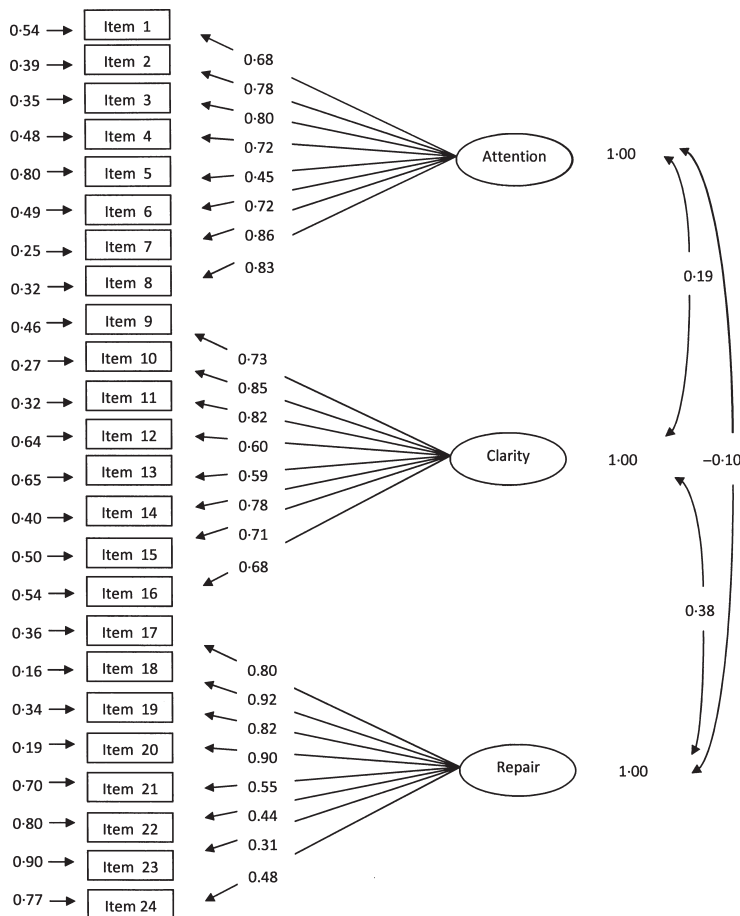 0·54 Item 1
0·68
0·39 Item 2
0·78
0·35 Item 3
0·80
0·48 Item 4
0·72
Attention 1·00
0·80 Item 5
0·45
0·49 Item 6
0·72
0·25 Item 7
0·86
0·32 Item 8
0·83
0·19
0·46 Item 9
0·73
0·27 Item 10
0·85
0·32 Item 11
0·82
0·64 Item 12
0·60
Clarity 1·00 −0·10
0·65 Item 13
0·59
0·40 Item 14
0·78
0·71
0·50 Item 15
0·68
0·54 Item 16
0·38
0·36 Item 17
0.80
0·16 Item 18
0.92
0·34 Item 19
0.82
0·19 Item 20
0.90
Repair 1·00
0·70 Item 21
0.55
0·80 Item 22
0.44
0.31
0·90 Item 23
0.48
0·77 Item 24